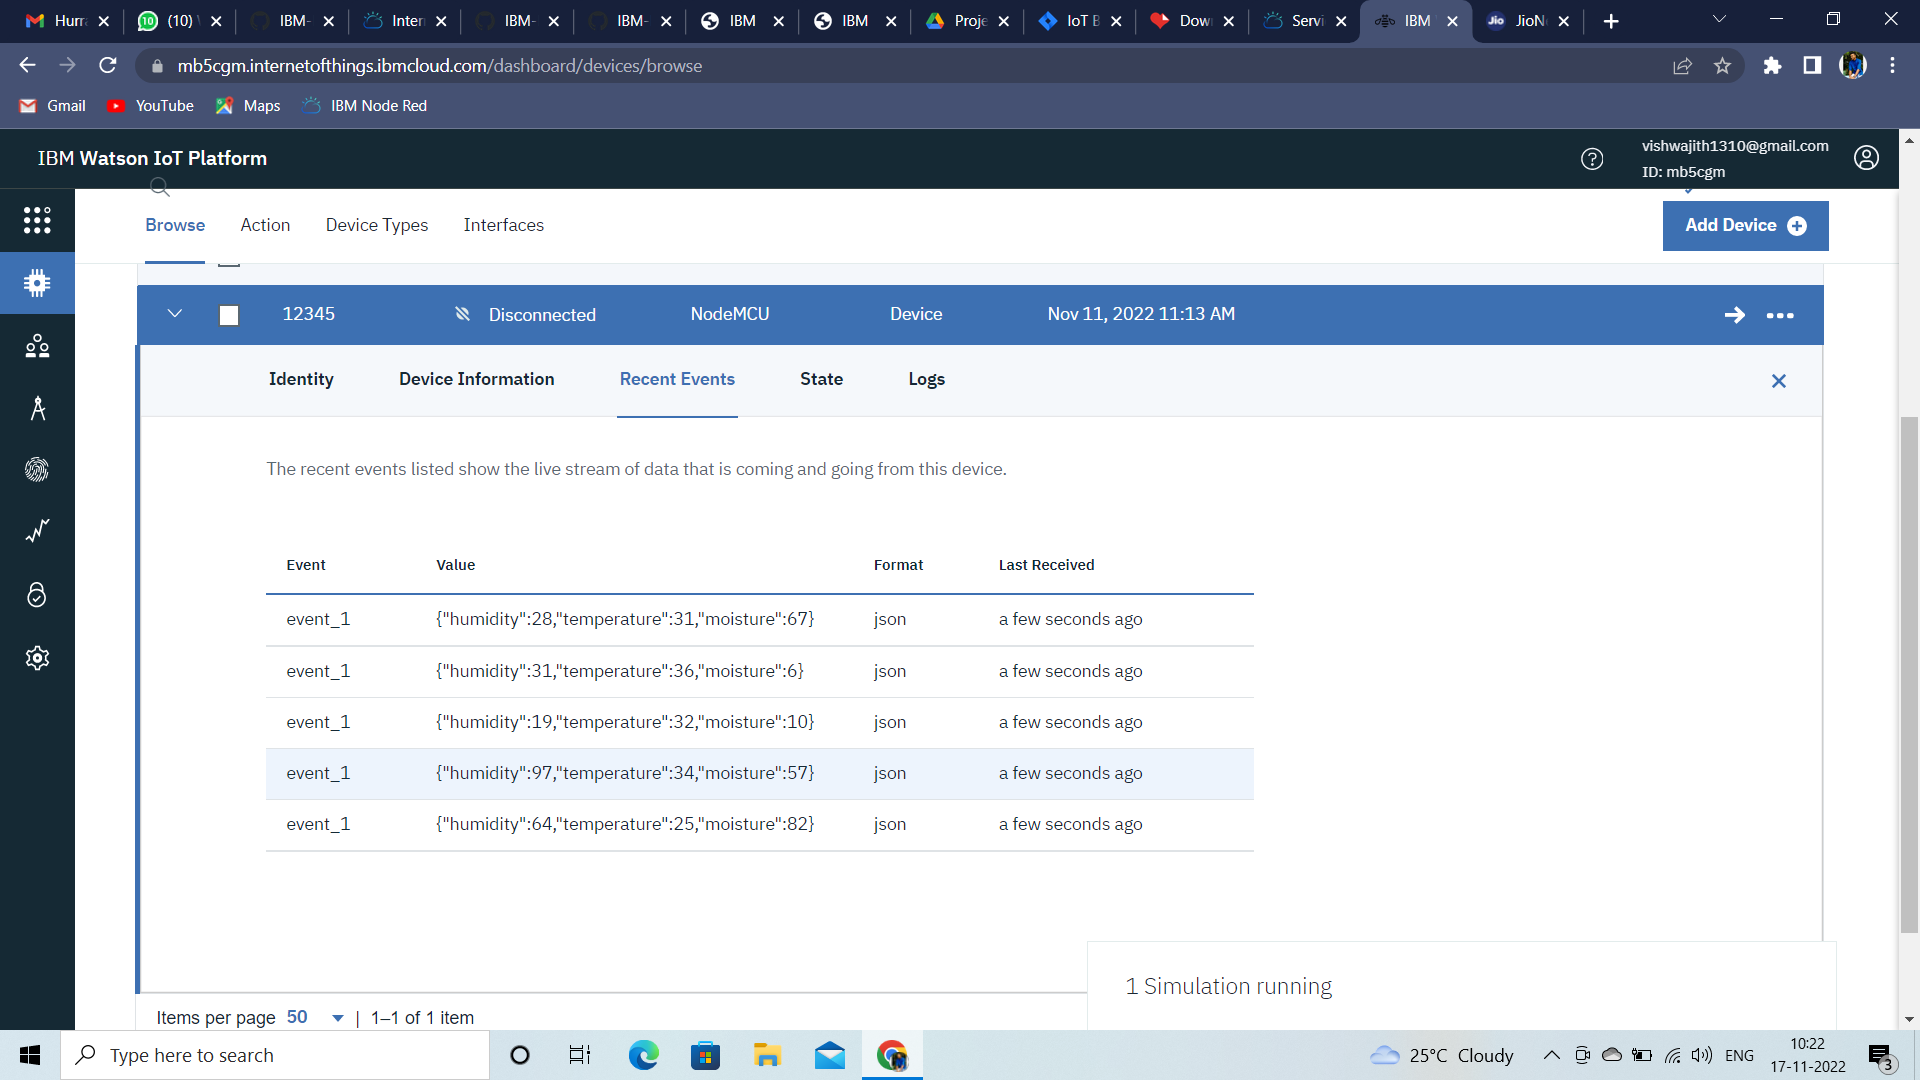 Hurra (10) IBM- Inter IBM- IBM- IBM IBM Proje IoT B Dow Servi IBM JioN
mb5cgm.internetofthings.ibmcloud.com/dashboard/devices/browse
Gmail YouTube Maps IBM Node Red
IBM Watson IoT Platform
vishwajith1310@gmail.com
ID: mb5cgm
Browse Action Device Types Interfaces Add Device
12345 Disconnected NodeMCU Device Nov 11, 2022 11:13 AM
Identity Device Information Recent Events State Logs
The recent events listed show the live stream of data that is coming and going from this device.
Event Value Format Last Received
event_1 {"humidity":28,"temperature":31,"moisture":67} json a few seconds ago
event_1 {"humidity":31,"temperature":36,"moisture":6} json a few seconds ago
event_1 {"humidity":19,"temperature":32,"moisture":10} json a few seconds ago
event_1 {"humidity":97,"temperature":34,"moisture":57} json a few seconds ago
event_1 {"humidity":64,"temperature":25,"moisture":82} json a few seconds ago
1 Simulation running
Items per page 50 | 1–1 of 1 item
Type here to search 25°C Cloudy ENG 10:22
17-11-2022 3